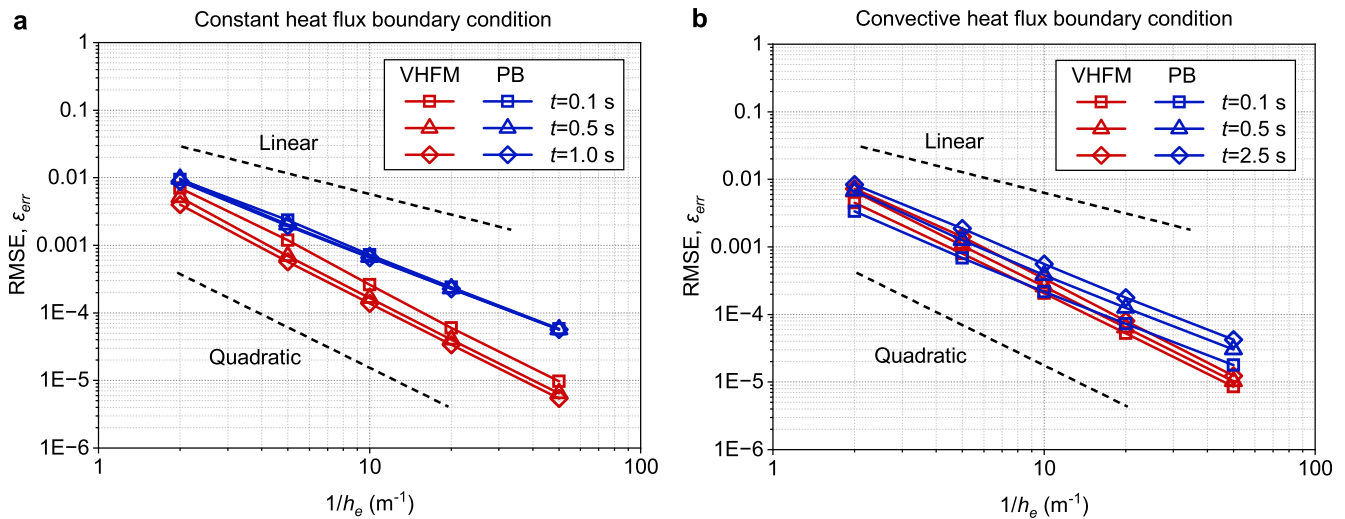 a
Constant heat flux boundary condition
VHFM PB
t=0.1 s
t=0.5 s
t=1.0 s
Linear
Quadratic
RMSE, εerr
1
0.1
0.01
0.001
1E−4
1E−5
1E−6
1 10 100
1/he (m-1)
b
Convective heat flux boundary condition
VHFM PB
t=0.1 s
t=0.5 s
t=2.5 s
Linear
Quadratic
RMSE, εerr
1
0.1
0.01
0.001
1E−4
1E−5
1E−6
1 10 100
1/he (m-1)